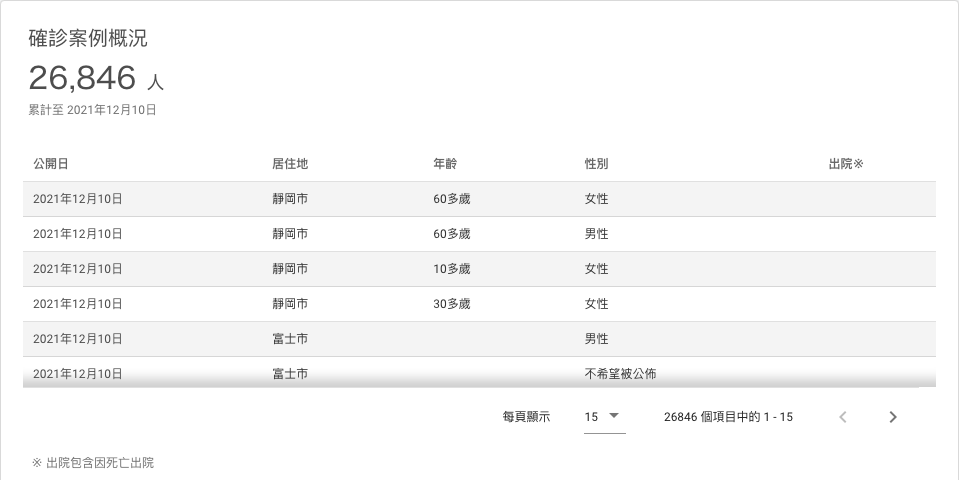 確診案例概況
26,846 人
累計至 2021年12月10日
公開日 居住地 年齡 性別 出院※
2021年12月10日 靜岡市 60多歲 女性
2021年12月10日 靜岡市 60多歲 男性
2021年12月10日 靜岡市 10多歲 女性
2021年12月10日 靜岡市 30多歲 女性
2021年12月10日 富士市 男性
2021年12月10日 富士市 不希望被公佈
每頁顯示 15 26846 個項目中的 1 - 15
※ 出院包含因死亡出院